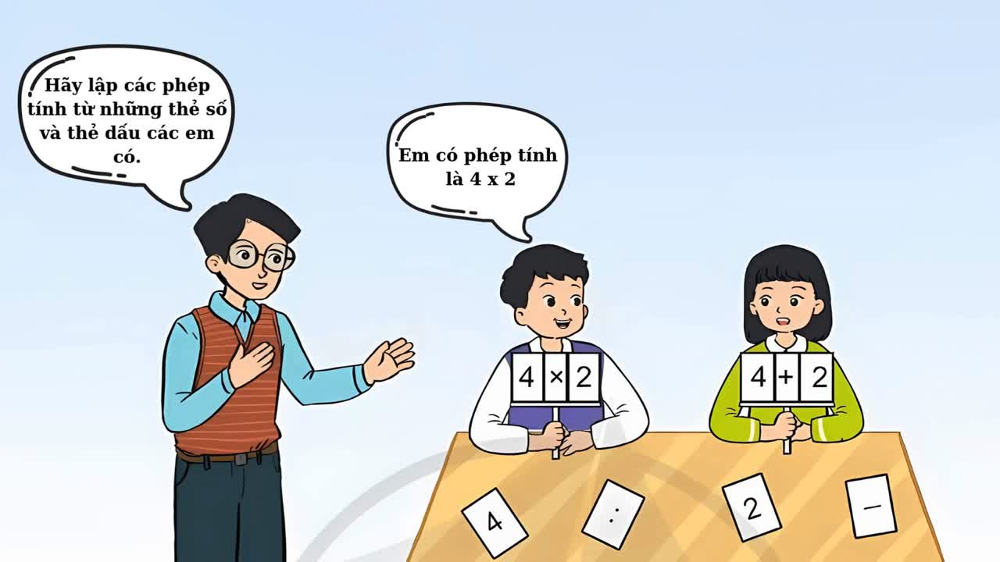 Hãy lập các phép
tính từ những thẻ số
và thẻ dấu các em
có.
Em có phép tính
là 4 x 2
4 × 2
4 + 2
4
:
2
−